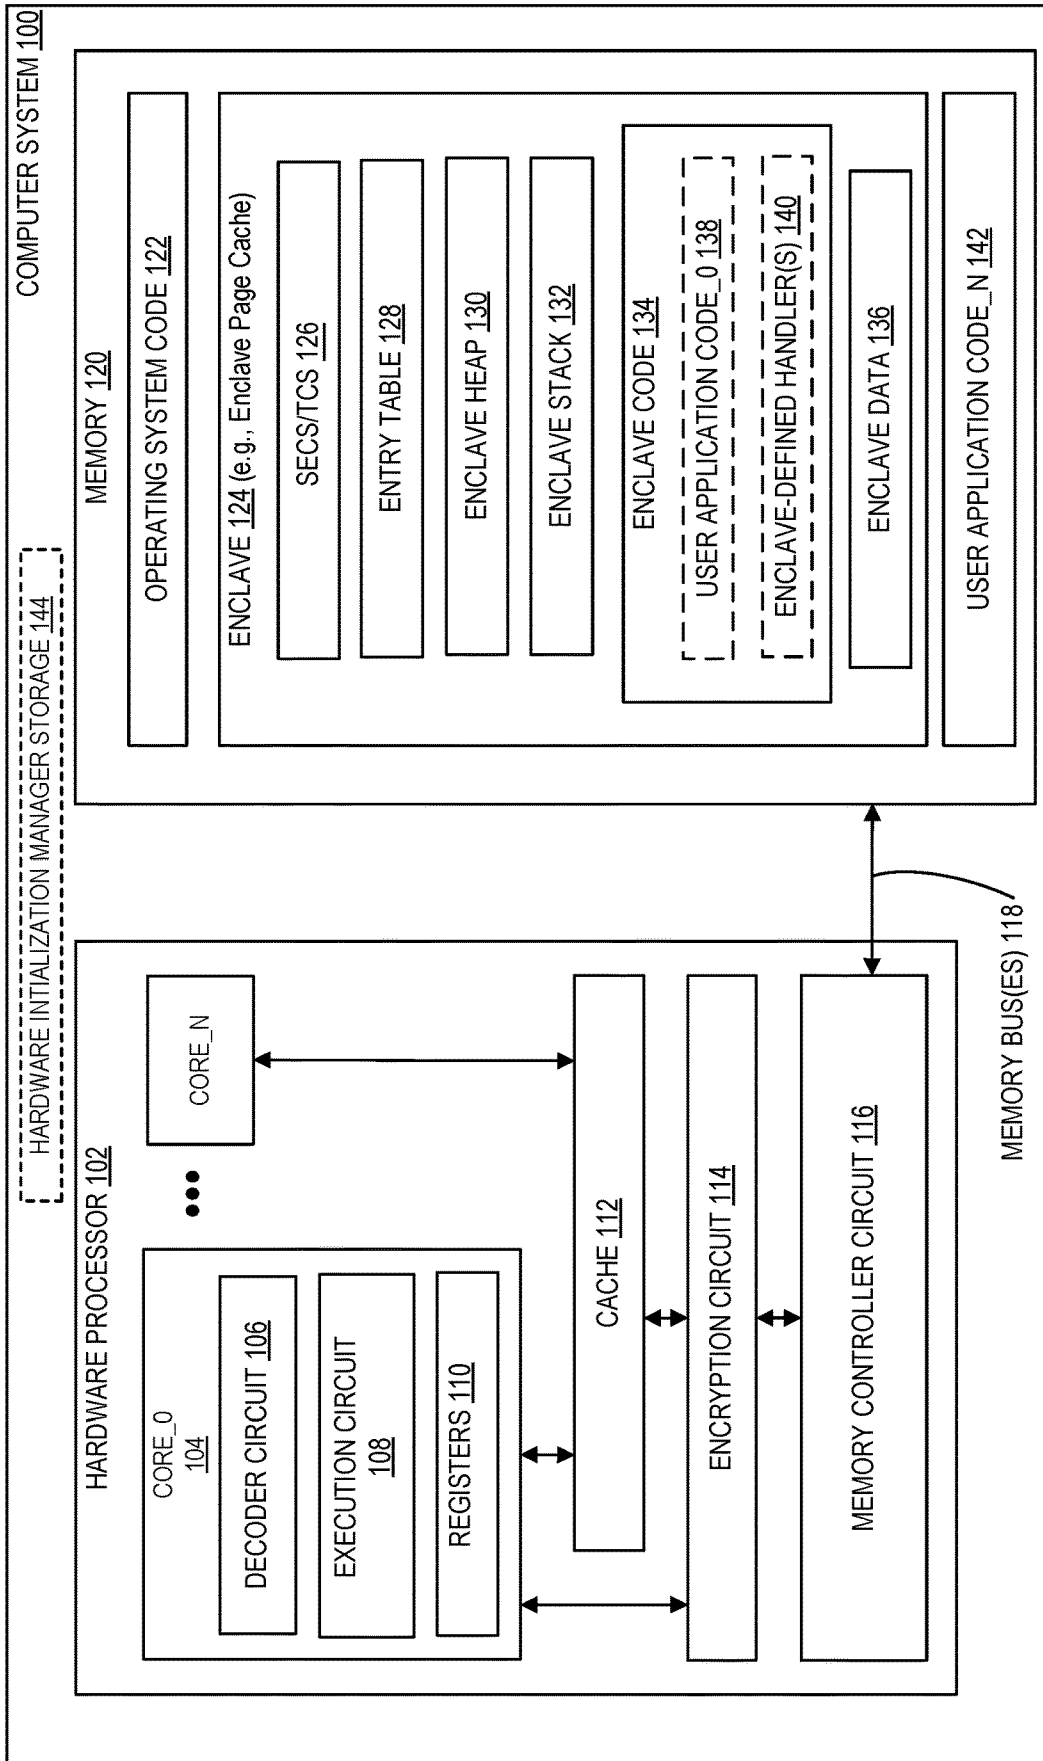 COMPUTER SYSTEM 100
HARDWARE INTIALIZATION MANAGER STORAGE 144
HARDWARE PROCESSOR 102
CORE_0
104
DECODER CIRCUIT 106
EXECUTION CIRCUIT
108
REGISTERS 110
CORE_N
CACHE 112
ENCRYPTION CIRCUIT 114
MEMORY CONTROLLER CIRCUIT 116
MEMORY BUS(ES) 118
MEMORY 120
OPERATING SYSTEM CODE 122
ENCLAVE 124 (e.g., Enclave Page Cache)
SECS/TCS 126
ENTRY TABLE 128
ENCLAVE HEAP 130
ENCLAVE STACK 132
ENCLAVE CODE 134
USER APPLICATION CODE_0 138
ENCLAVE-DEFINED HANDLER(S) 140
ENCLAVE DATA 136
USER APPLICATION CODE_N 142